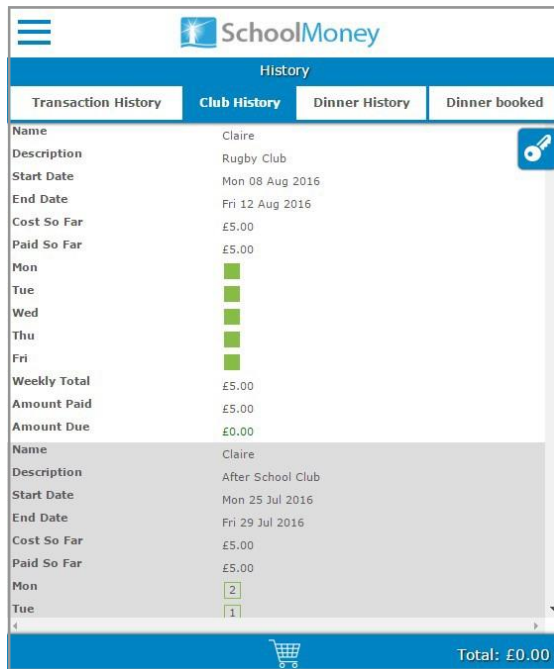 SchoolMoney
History
Transaction History Club History Dinner History Dinner booked
Name Claire
Description Rugby Club
Start Date Mon 08 Aug 2016
End Date Fri 12 Aug 2016
Cost So Far £5.00
Paid So Far £5.00
Mon
Tue
Wed
Thu
Fri
Weekly Total £5.00
Amount Paid £5.00
Amount Due £0.00
Name Claire
Description After School Club
Start Date Mon 25 Jul 2016
End Date Fri 29 Jul 2016
Cost So Far £5.00
Paid So Far £5.00
Mon 2
Tue 1
Total: £0.00